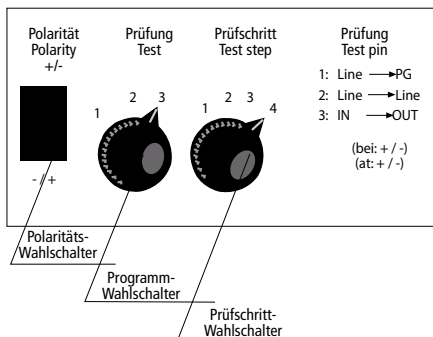 Polarität
Polarity
+/-
Prüfung
Test
Prüfschritt
Test step
Prüfung
Test pin
1 2 3
1 2 3 4
1: Line PG
2: Line Line
3: IN OUT
(bei: + / -)
(at: + / -)
- / +
Polaritäts-
Wahlschalter
Programm-
Wahlschalter
Prüfschritt-
Wahlschalter